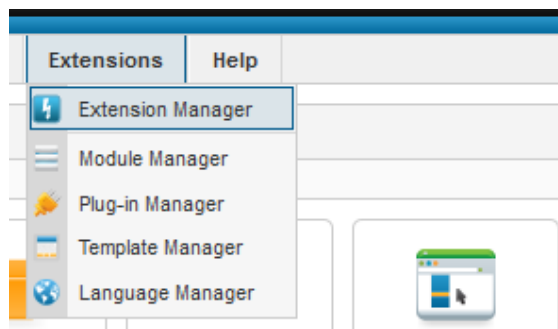 Extensions Help
Extension Manager
Module Manager
Plug-in Manager
Template Manager
Language Manager